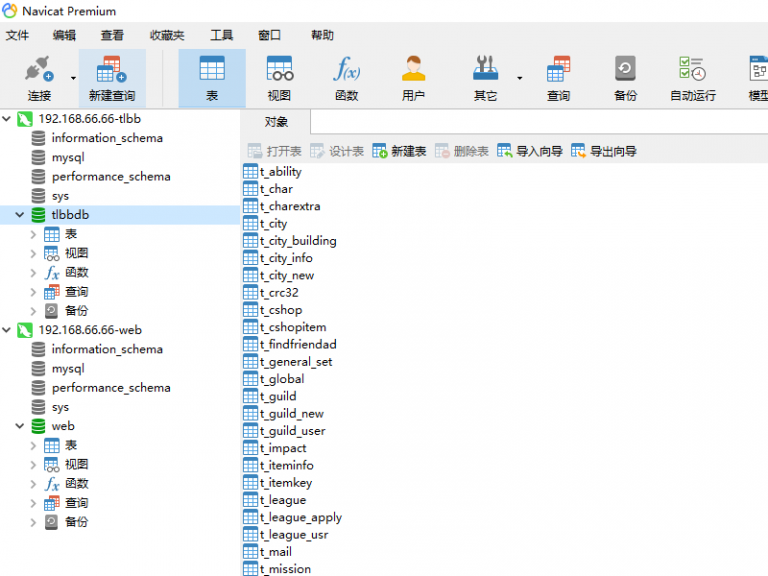 Navicat Premium
文件 编辑 查看 收藏夹 工具 窗口 帮助
连接 新建查询 表 视图 f(x) 函数 用户 其它 查询 备份 自动运行 模型
对象
打开表 设计表 新建表 删除表 导入向导 导出向导
192.168.66.66-tlbb
information_schema
mysql
performance_schema
sys
tlbbdb
表
视图
fx 函数
查询
备份
192.168.66.66-web
information_schema
mysql
performance_schema
sys
web
表
视图
fx 函数
查询
备份
t_ability
t_char
t_charextra
t_city
t_city_building
t_city_info
t_city_new
t_crc32
t_cshop
t_cshopitem
t_findfriendad
t_general_set
t_global
t_guild
t_guild_new
t_guild_user
t_impact
t_iteminfo
t_itemkey
t_league
t_league_apply
t_league_usr
t_mail
t_mission